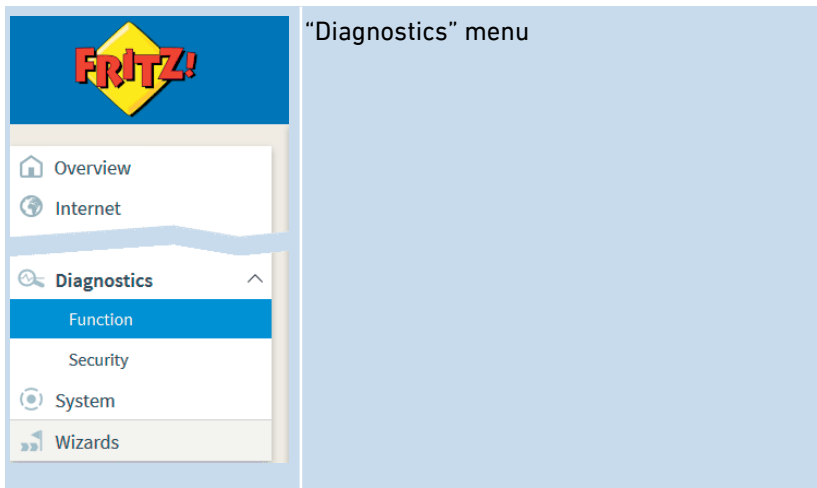 FRITZ!
“Diagnostics” menu
Overview
Internet
Diagnostics
Function
Security
System
Wizards